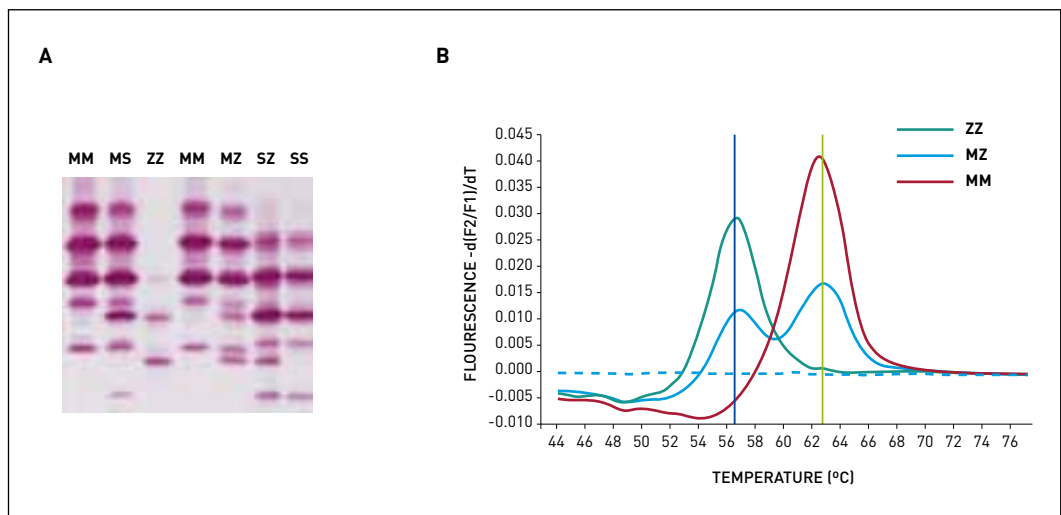 A
MM MS ZZ MM MZ SZ SS
B
FLOURESCENCE -d(F2/F1)/dT
0.045
0.040
0.035
0.030
0.025
0.020
0.015
0.010
0.005
0.000
-0.005
-0.010
44 46 48 50 52 54 56 58 60 62 64 66 68 70 72 74 76
TEMPERATURE (ºC)
ZZ
MZ
MM